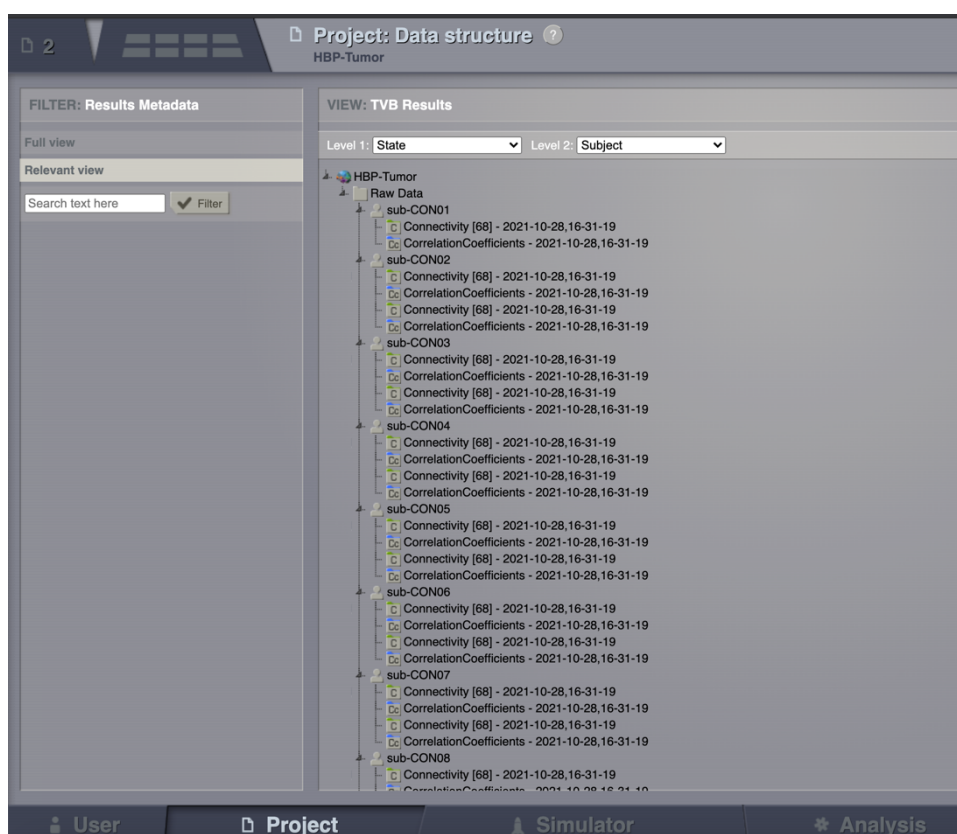 2
Project: Data structure ?
HBP-Tumor
FILTER: Results Metadata
Full view
Relevant view
Search text here
Filter
VIEW: TVB Results
Level 1: State Level 2: Subject
HBP-Tumor
Raw Data
sub-CON01
C Connectivity [68] - 2021-10-28,16-31-19
Cc CorrelationCoefficients - 2021-10-28,16-31-19
sub-CON02
C Connectivity [68] - 2021-10-28,16-31-19
Cc CorrelationCoefficients - 2021-10-28,16-31-19
C Connectivity [68] - 2021-10-28,16-31-19
Cc CorrelationCoefficients - 2021-10-28,16-31-19
sub-CON03
C Connectivity [68] - 2021-10-28,16-31-19
Cc CorrelationCoefficients - 2021-10-28,16-31-19
C Connectivity [68] - 2021-10-28,16-31-19
Cc CorrelationCoefficients - 2021-10-28,16-31-19
sub-CON04
C Connectivity [68] - 2021-10-28,16-31-19
Cc CorrelationCoefficients - 2021-10-28,16-31-19
C Connectivity [68] - 2021-10-28,16-31-19
Cc CorrelationCoefficients - 2021-10-28,16-31-19
sub-CON05
C Connectivity [68] - 2021-10-28,16-31-19
Cc CorrelationCoefficients - 2021-10-28,16-31-19
C Connectivity [68] - 2021-10-28,16-31-19
Cc CorrelationCoefficients - 2021-10-28,16-31-19
sub-CON06
C Connectivity [68] - 2021-10-28,16-31-19
Cc CorrelationCoefficients - 2021-10-28,16-31-19
C Connectivity [68] - 2021-10-28,16-31-19
Cc CorrelationCoefficients - 2021-10-28,16-31-19
sub-CON07
C Connectivity [68] - 2021-10-28,16-31-19
Cc CorrelationCoefficients - 2021-10-28,16-31-19
C Connectivity [68] - 2021-10-28,16-31-19
Cc CorrelationCoefficients - 2021-10-28,16-31-19
sub-CON08
C Connectivity [68] - 2021-10-28,16-31-19
Cc CorrelationCoefficients - 2021-10-28,16-31-19
User Project Simulator Analysis